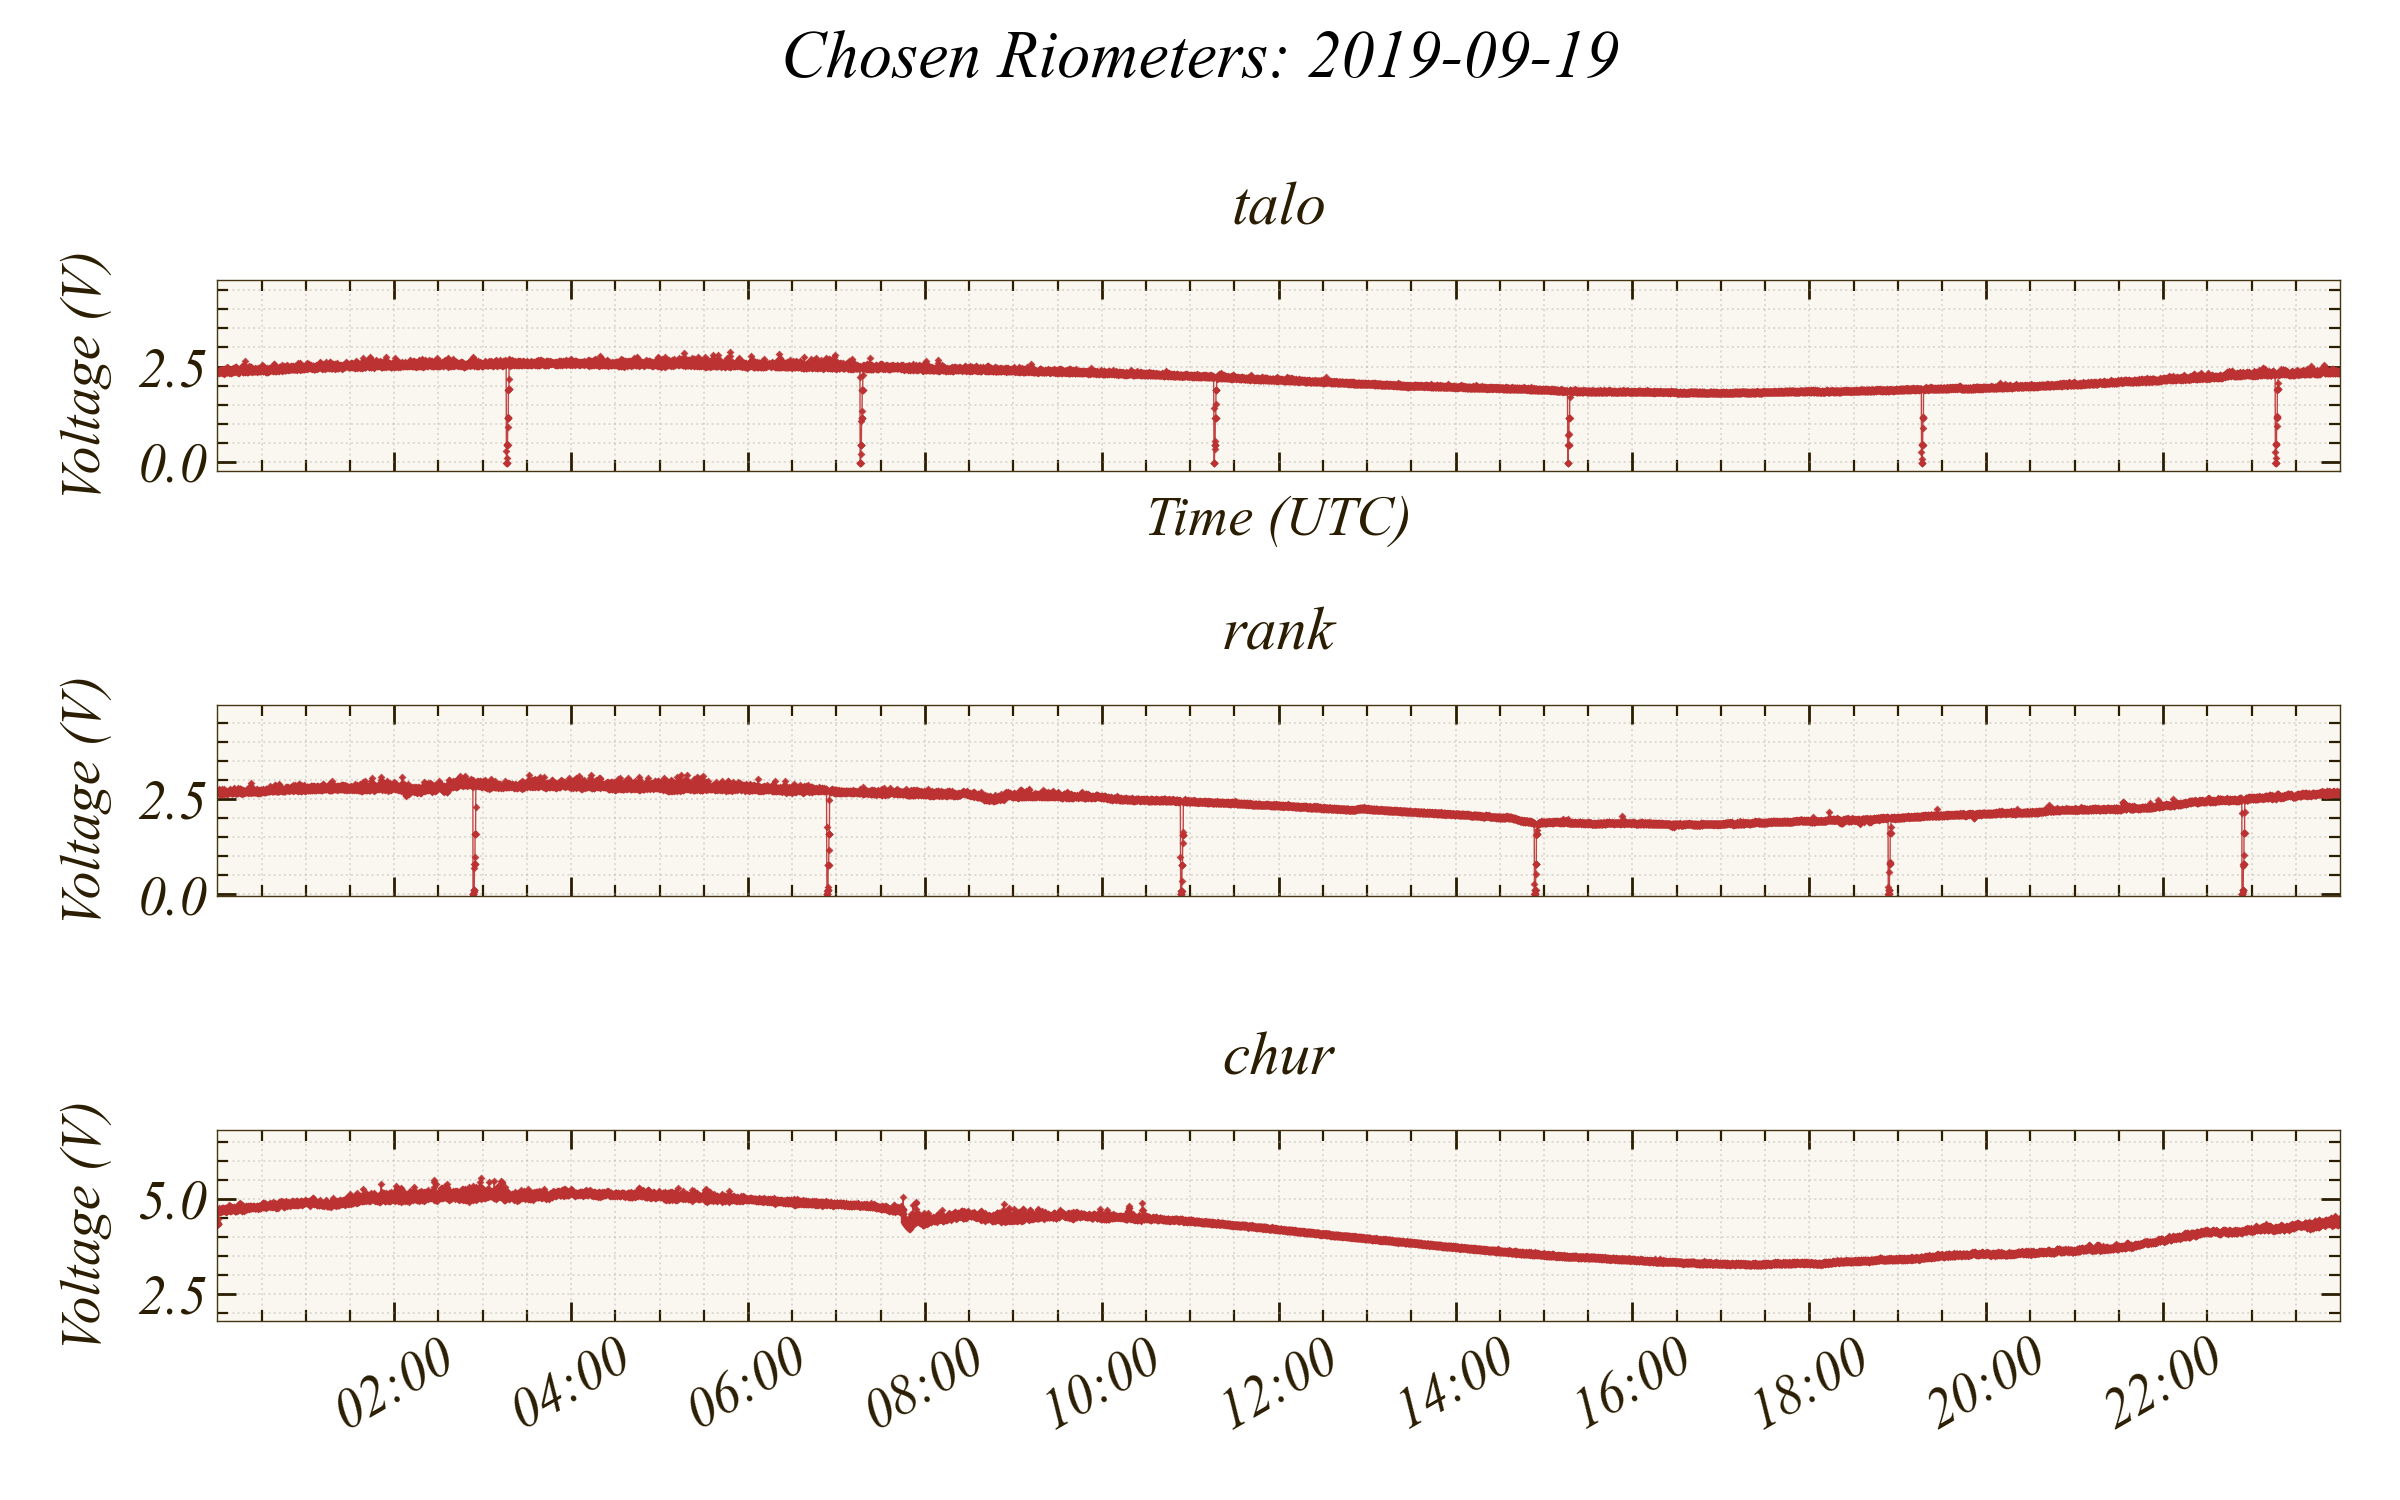 Chosen Riometers: 2019-09-19
talo
Voltage (V)
2.5
0.0
Time (UTC)
rank
Voltage (V)
2.5
0.0
chur
Voltage (V)
5.0
2.5
02:00 04:00 06:00 08:00 10:00 12:00 14:00 16:00 18:00 20:00 22:00